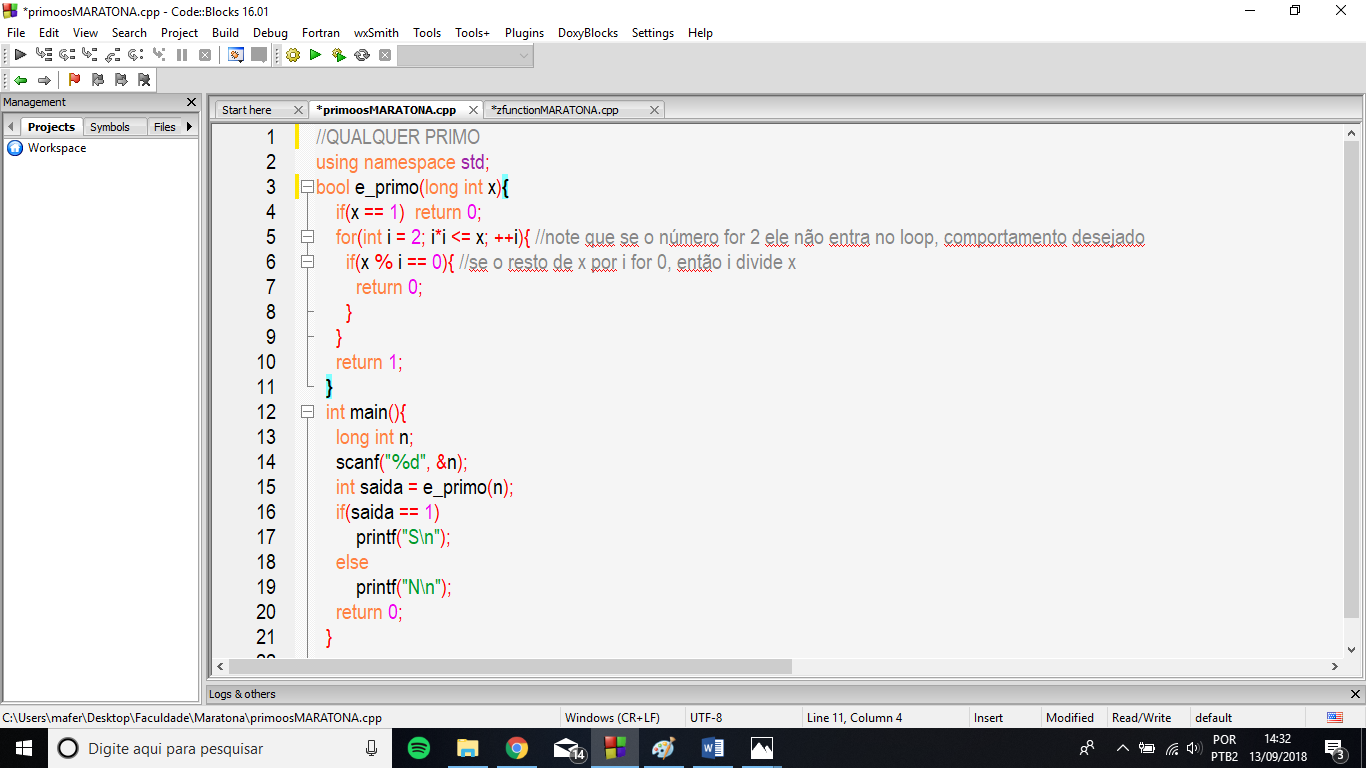 *primoosMARATONA.cpp - Code::Blocks 16.01
File Edit View Search Project Build Debug Fortran wxSmith Tools Tools+ Plugins DoxyBlocks Settings Help
Management
Projects Symbols Files
Workspace
Start here *primoosMARATONA.cpp *zfunctionMARATONA.cpp
1 //QUALQUER PRIMO
2 using namespace std;
3 bool e_primo(long int x){
4 if(x == 1) return 0;
5 for(int i = 2; i*i <= x; ++i){ //note que se o número for 2 ele não entra no loop, comportamento desejado
6 if(x % i == 0){ //se o resto de x por i for 0, então i divide x
7 return 0;
8 }
9 }
10 return 1;
11 }
12 int main(){
13 long int n;
14 scanf("%d", &n);
15 int saida = e_primo(n);
16 if(saida == 1)
17 printf("S\n");
18 else
19 printf("N\n");
20 return 0;
21 }
Logs & others
C:\Users\mafer\Desktop\Faculdade\Maratona\primoosMARATONA.cpp Windows (CR+LF) UTF-8 Line 11, Column 4 Insert Modified Read/Write default
Digite aqui para pesquisar
14
POR
PTB2
14:32
13/09/2018
3